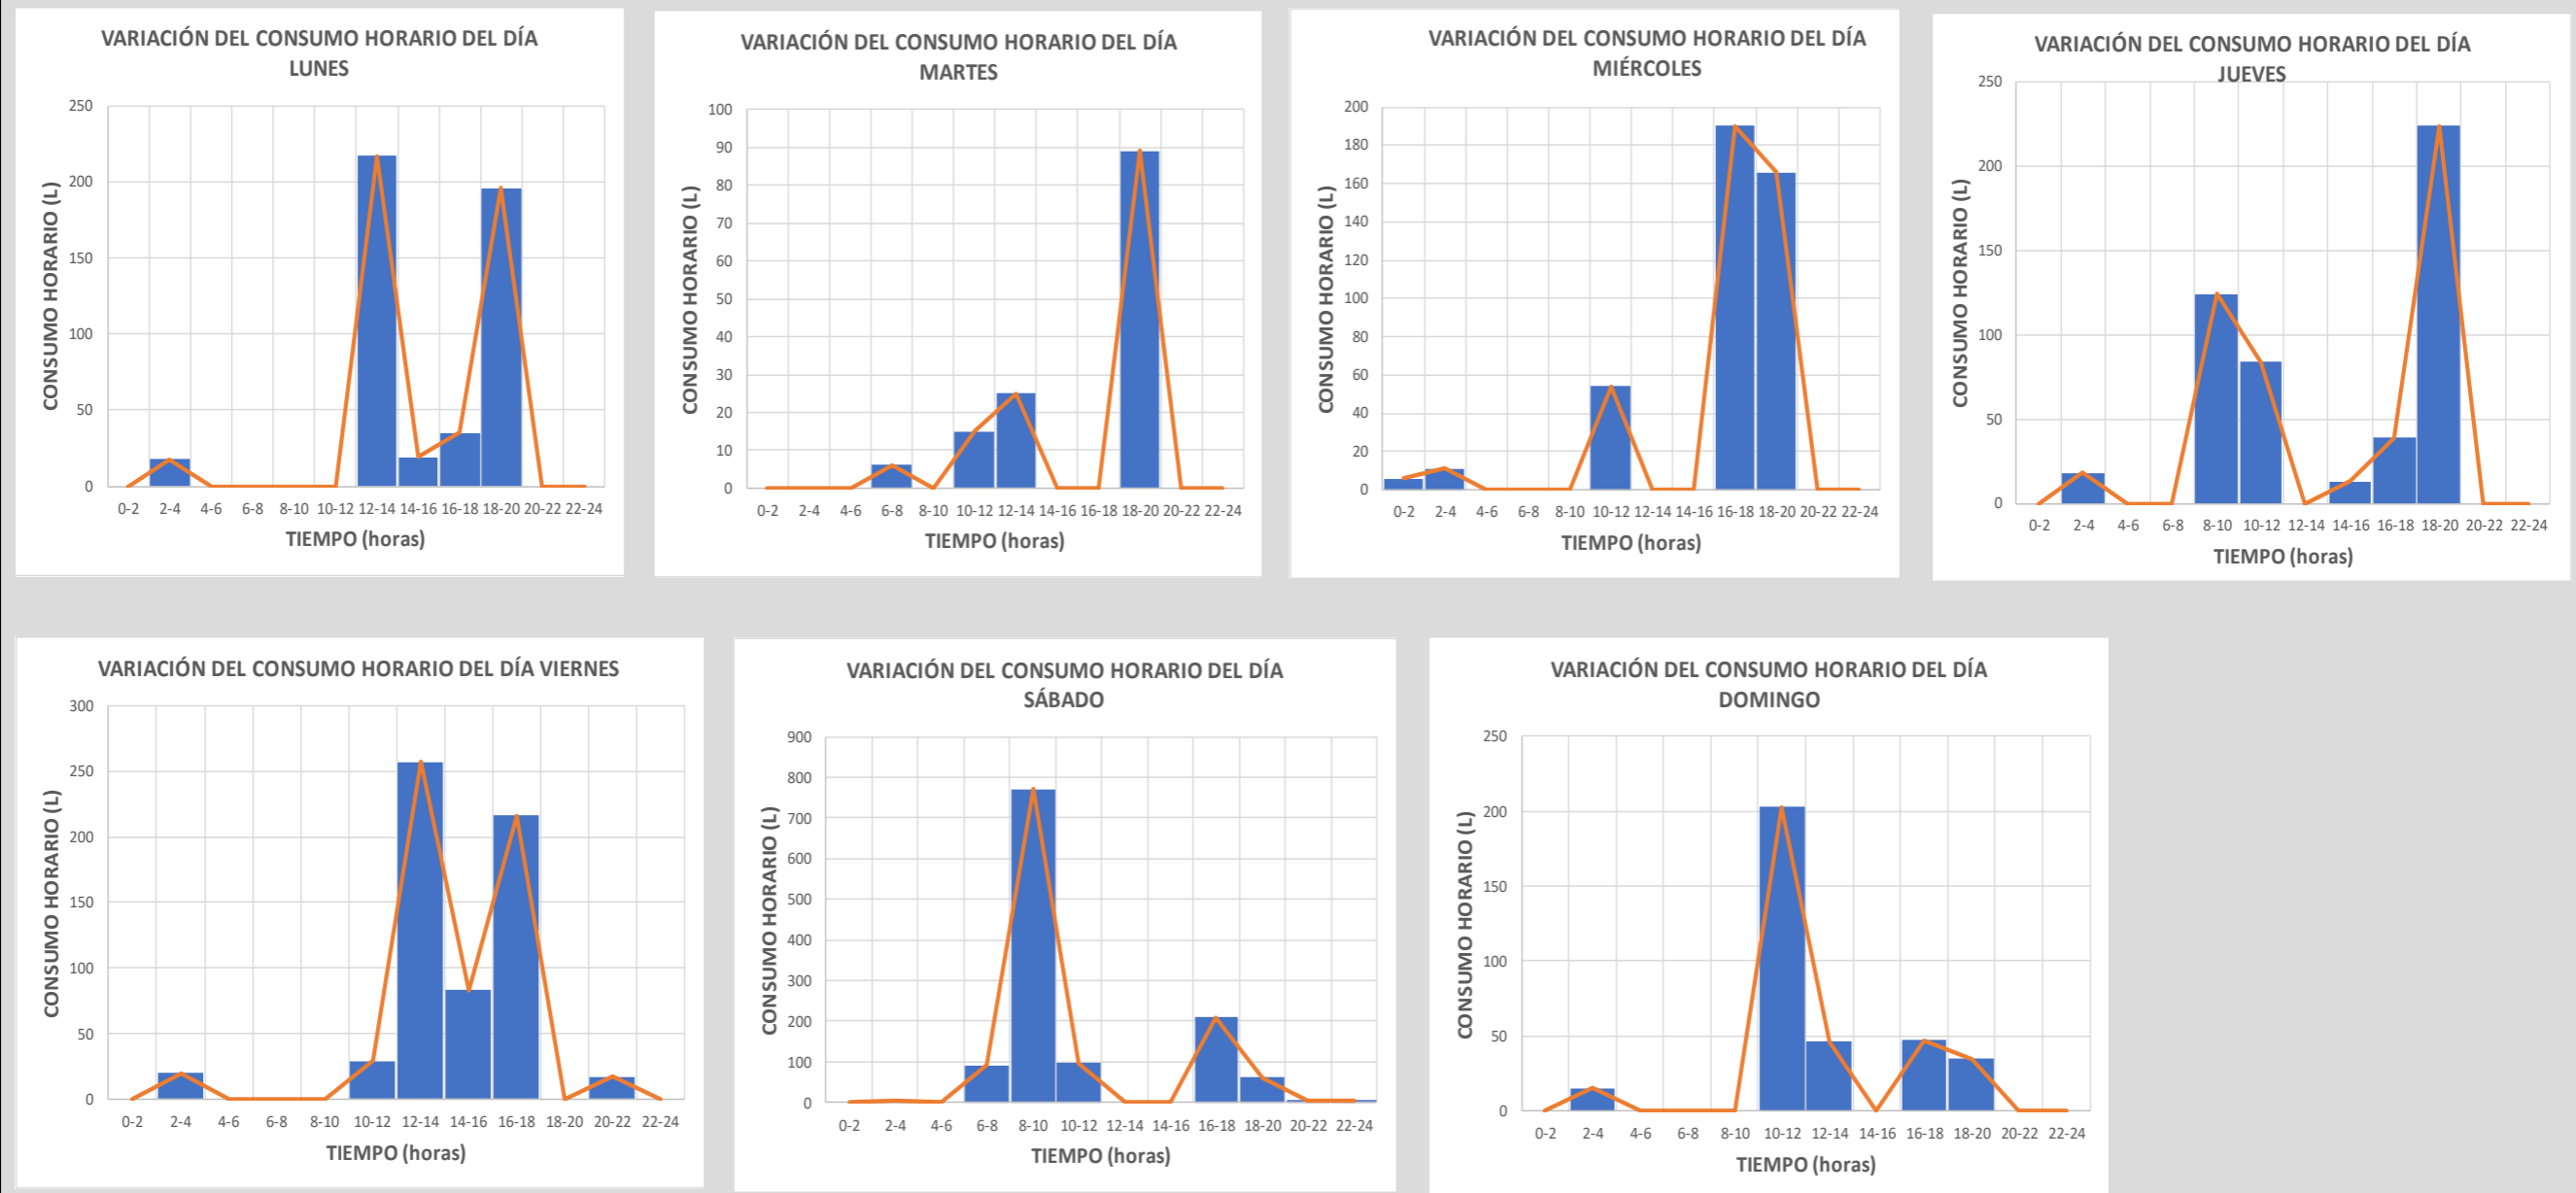 VARIACIÓN DEL CONSUMO HORARIO DEL DÍA
LUNES
CONSUMO HORARIO (L)
250
200
150
100
50
0
0-2 2-4 4-6 6-8 8-10 10-12 12-14 14-16 16-18 18-20 20-22 22-24
TIEMPO (horas)
VARIACIÓN DEL CONSUMO HORARIO DEL DÍA
MARTES
CONSUMO HORARIO (L)
100
90
80
70
60
50
40
30
20
10
0
0-2 2-4 4-6 6-8 8-10 10-12 12-14 14-16 16-18 18-20 20-22 22-24
TIEMPO (horas)
VARIACIÓN DEL CONSUMO HORARIO DEL DÍA
MIÉRCOLES
CONSUMO HORARIO (L)
200
180
160
140
120
100
80
60
40
20
0
0-2 2-4 4-6 6-8 8-10 10-12 12-14 14-16 16-18 18-20 20-22 22-24
TIEMPO (horas)
VARIACIÓN DEL CONSUMO HORARIO DEL DÍA
JUEVES
CONSUMO HORARIO (L)
250
200
150
100
50
0
0-2 2-4 4-6 6-8 8-10 10-12 12-14 14-16 16-18 18-20 20-22 22-24
TIEMPO (horas)
VARIACIÓN DEL CONSUMO HORARIO DEL DÍA VIERNES
CONSUMO HORARIO (L)
300
250
200
150
100
50
0
0-2 2-4 4-6 6-8 8-10 10-12 12-14 14-16 16-18 18-20 20-22 22-24
TIEMPO (horas)
VARIACIÓN DEL CONSUMO HORARIO DEL DÍA
SÁBADO
CONSUMO HORARIO (L)
900
800
700
600
500
400
300
200
100
0
0-2 2-4 4-6 6-8 8-10 10-12 12-14 14-16 16-18 18-20 20-22 22-24
TIEMPO (horas)
VARIACIÓN DEL CONSUMO HORARIO DEL DÍA
DOMINGO
CONSUMO HORARIO (L)
250
200
150
100
50
0
0-2 2-4 4-6 6-8 8-10 10-12 12-14 14-16 16-18 18-20 20-22 22-24
TIEMPO (horas)